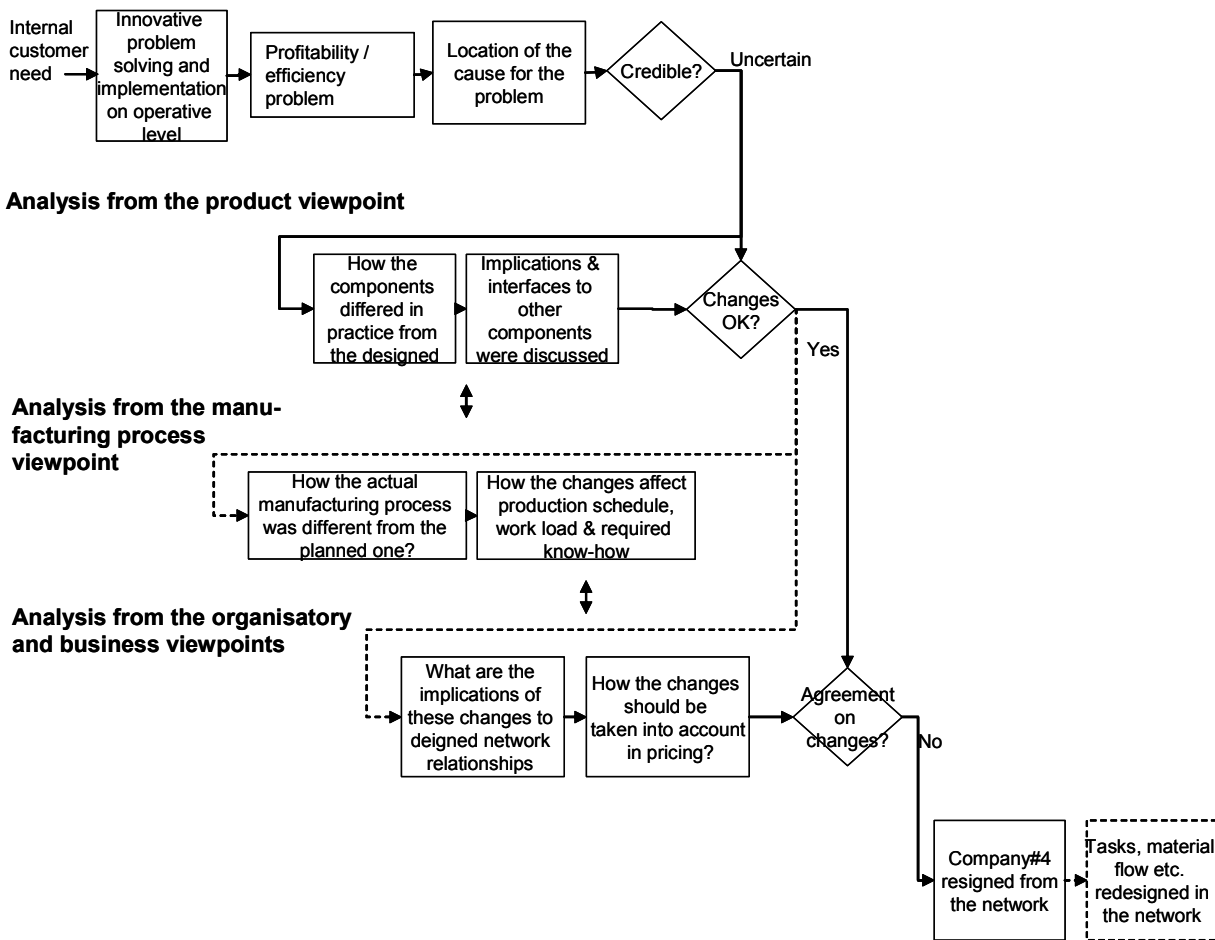 Internal
customer
need
Innovative
problem
solving and
implementation
on operative
level
Profitability /
efficiency
problem
Location of the
cause for the
problem
Credible?
Uncertain
Analysis from the product viewpoint
How the
components
differed in
practice from
the designed
Implications &
interfaces to
other
components
were discussed
Changes
OK?
Yes
Analysis from the manu-
facturing process
viewpoint
How the actual
manufacturing process
was different from the
planned one?
How the changes affect
production schedule,
work load & required
know-how
Analysis from the organisatory
and business viewpoints
What are the
implications of
these changes to
deigned network
relationships
How the changes
should be
taken into account
in pricing?
Agreement
on
changes?
No
Company#4
resigned from
the network
Tasks, material
flow etc.
redesigned in
the network